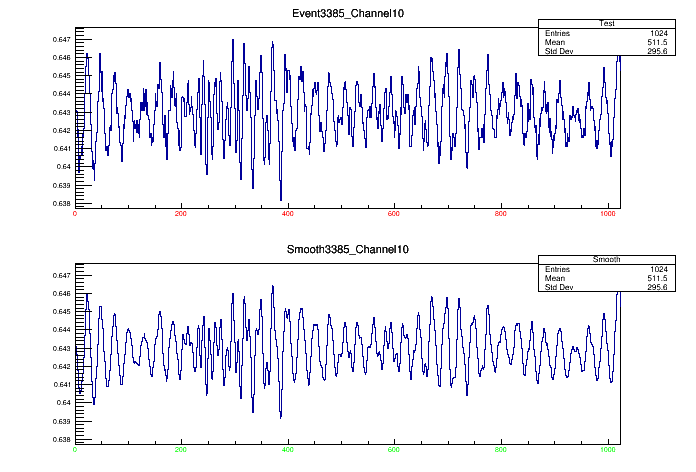 Event3385_Channel10
Test
Entries 1024
Mean 511.5
Std Dev 295.6
0.647
0.646
0.645
0.644
0.643
0.642
0.641
0.64
0.639
0.638
0 200 400 600 800 1000
Smooth3385_Channel10
Smooth
Entries 1024
Mean 511.5
Std Dev 295.6
0.647
0.646
0.645
0.644
0.643
0.642
0.641
0.64
0.639
0.638
0 200 400 600 800 1000